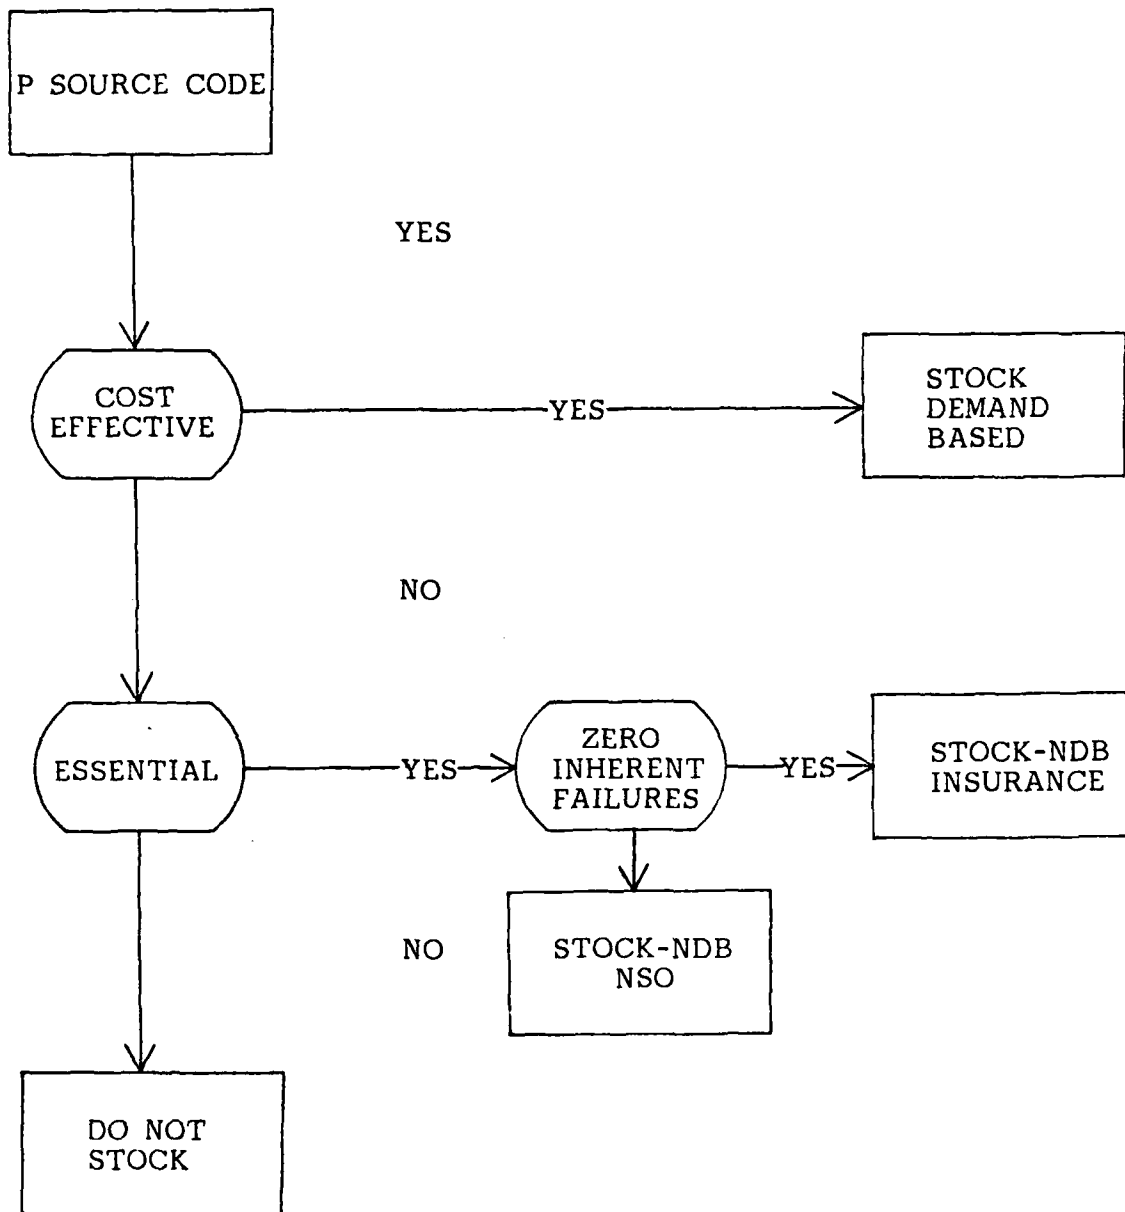 P SOURCE CODE
YES
COST
EFFECTIVE
YES
STOCK
DEMAND
BASED
NO
ESSENTIAL
YES
ZERO
INHERENT
FAILURES
YES
STOCK-NDB
INSURANCE
NO
STOCK-NDB
NSO
DO NOT
STOCK